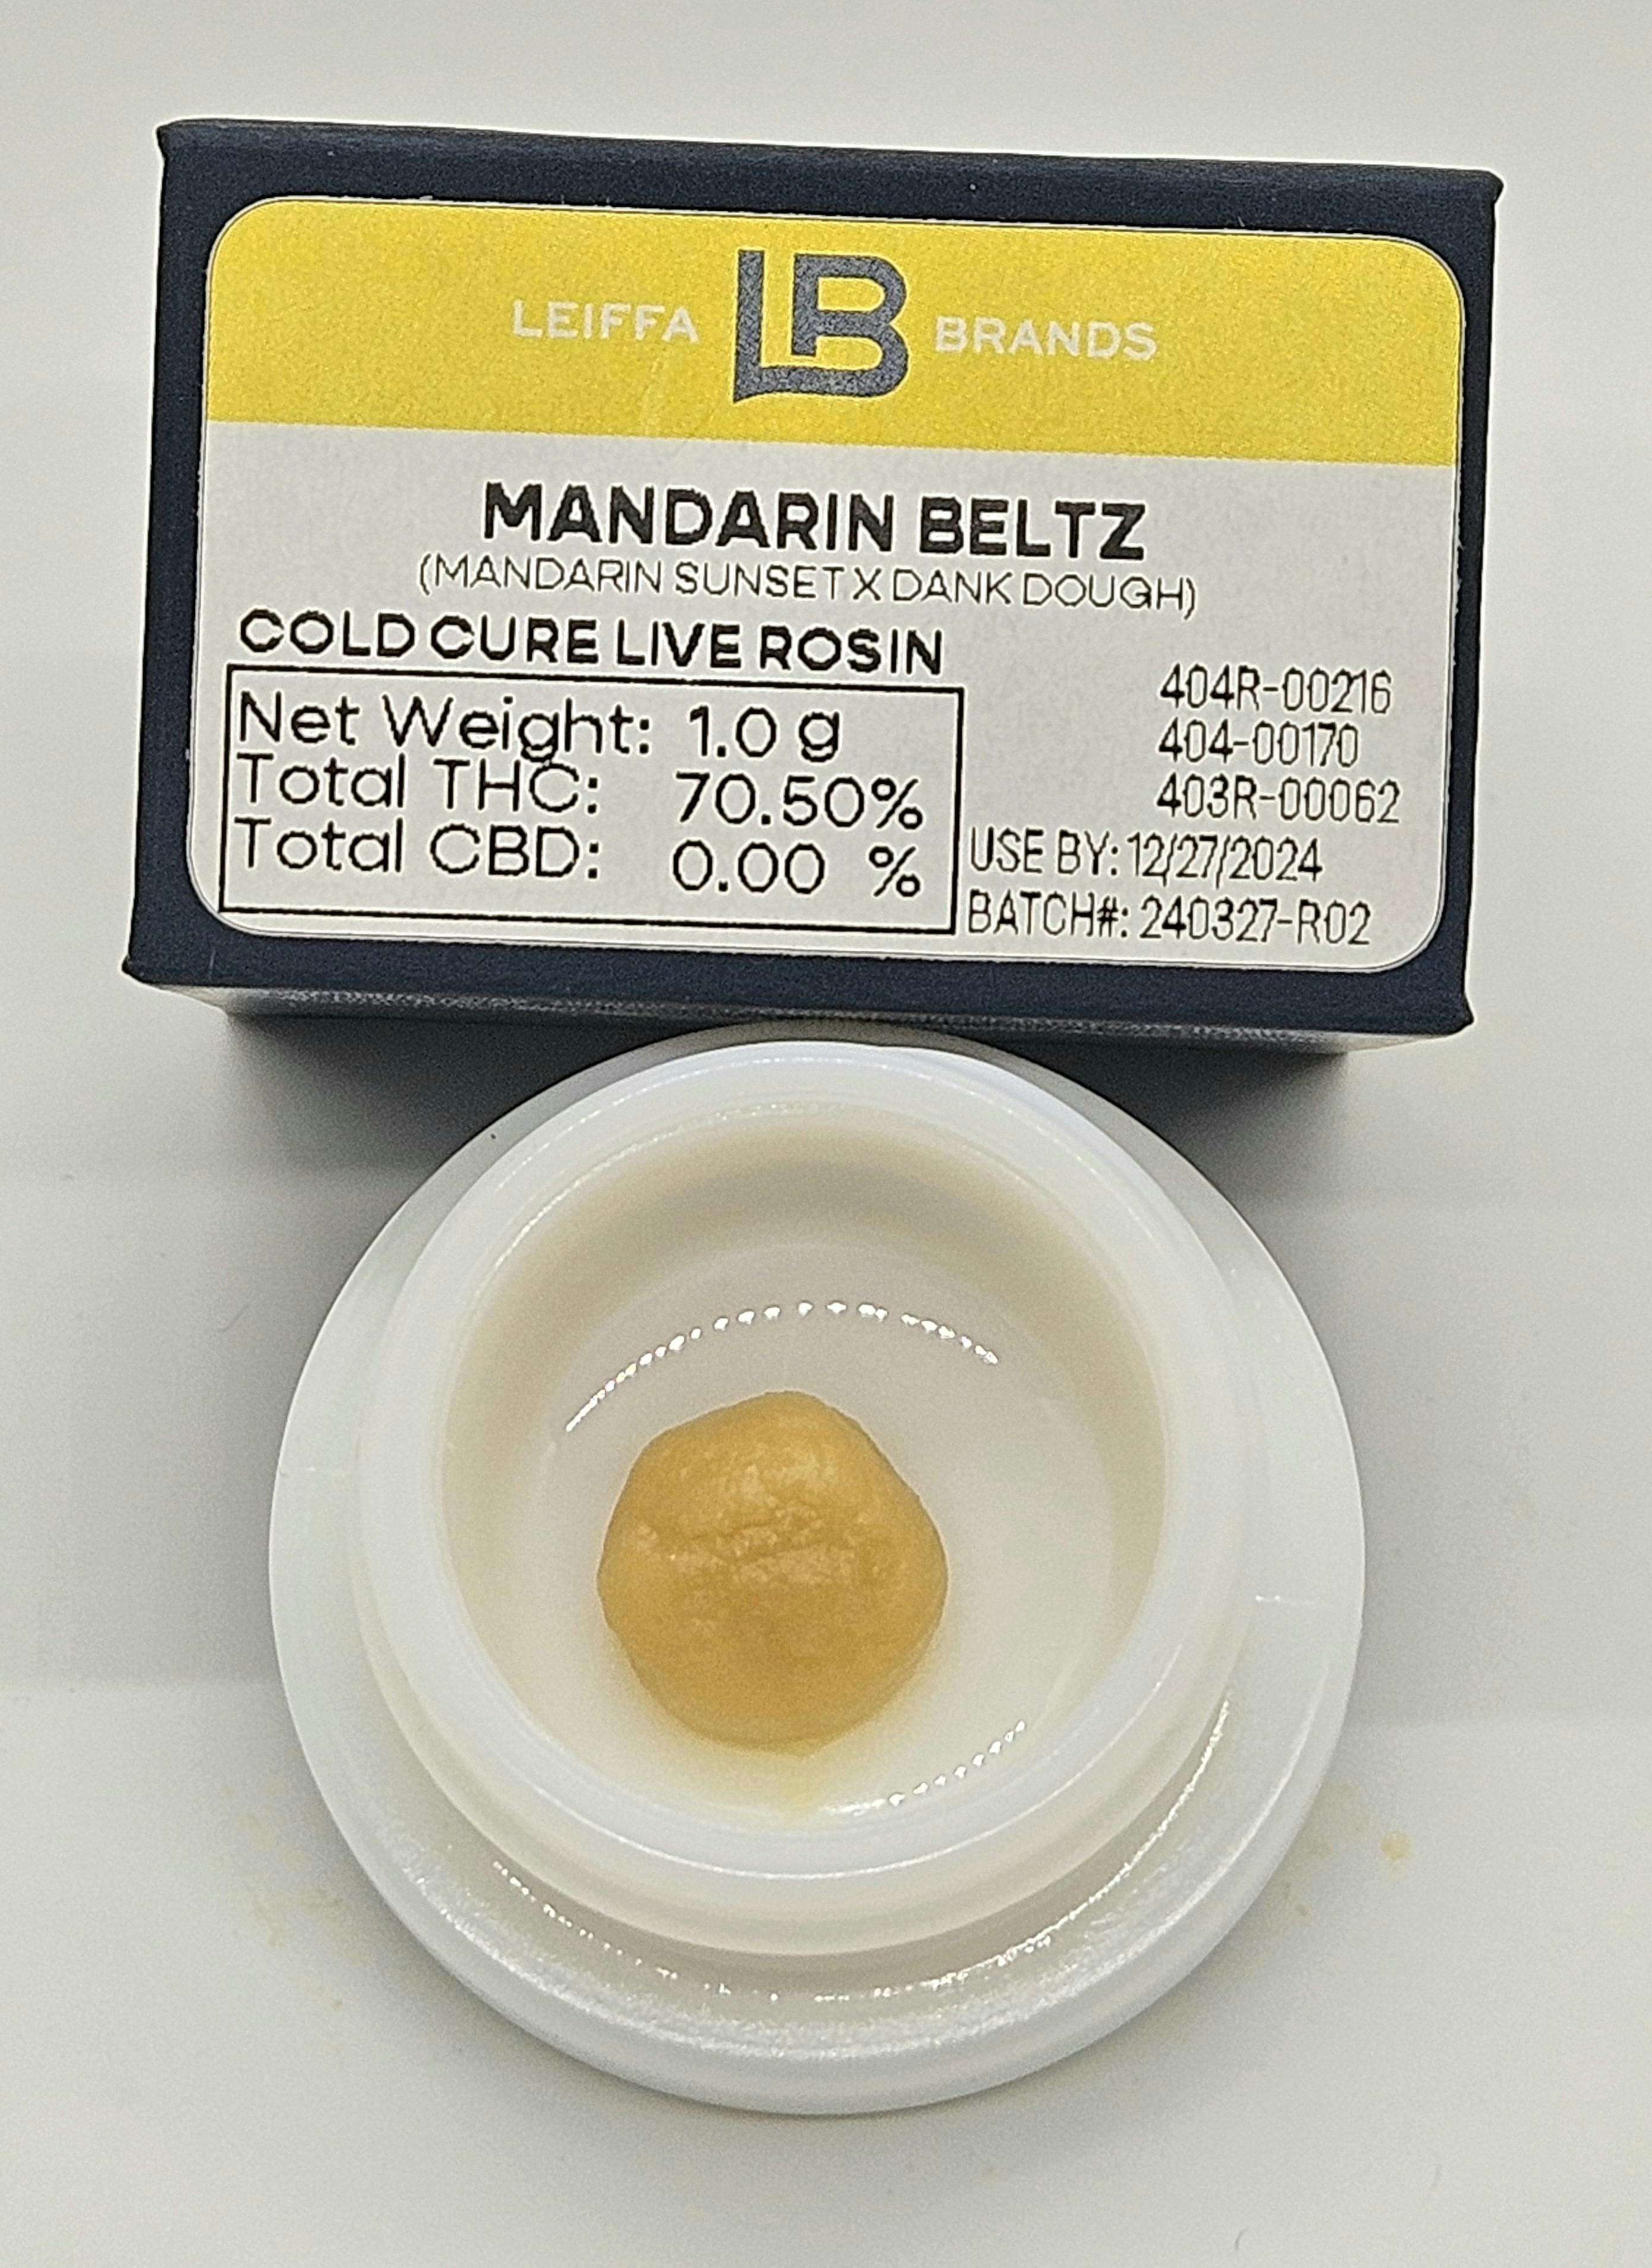 LEIFFA LB BRANDS
MANDARIN BELTZ
(MANDARIN SUNSET X DANK DOUGH)
COLD CURE LIVE ROSIN
Net Weight: 1.0 g
Total THC: 70.50%
Total CBD: 0.00 %
404R-00216
404-00170
403R-00062
USE BY: 12/27/2024
BATCH#: 240327-R02